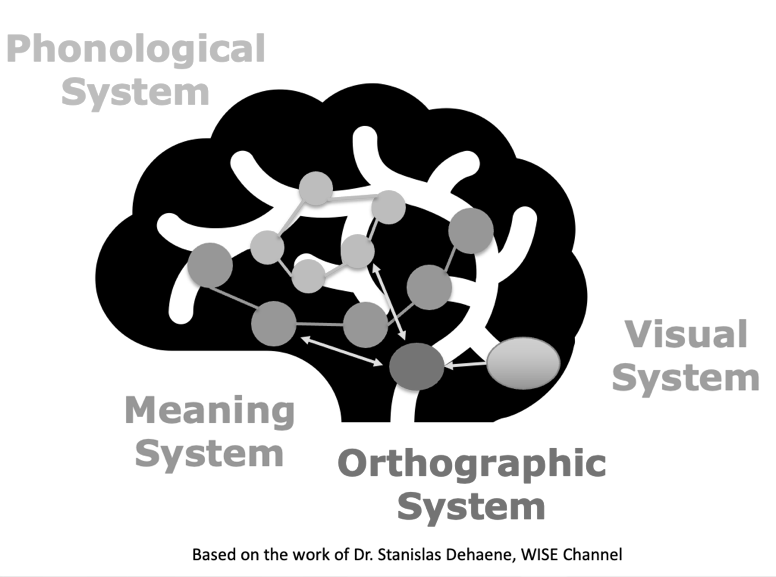 Phonological
System
Visual
System
Meaning
System
Orthographic
System
Based on the work of Dr. Stanislas Dehaene, WISE Channel